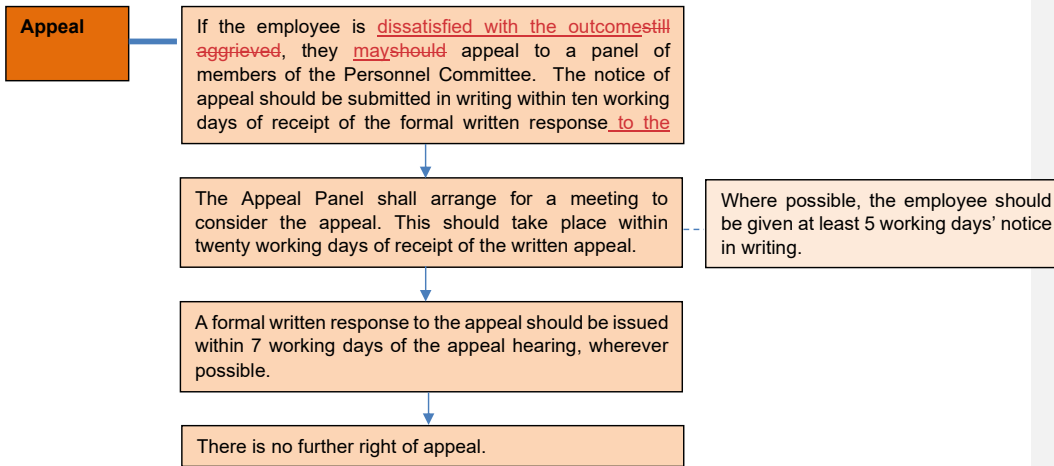 Appeal
If the employee is dissatisfied with the outcomestill
aggrieved, they mayshould appeal to a panel of
members of the Personnel Committee. The notice of
appeal should be submitted in writing within ten working
days of receipt of the formal written response to the
The Appeal Panel shall arrange for a meeting to
consider the appeal. This should take place within
twenty working days of receipt of the written appeal.
Where possible, the employee should
be given at least 5 working days’ notice
in writing.
A formal written response to the appeal should be issued
within 7 working days of the appeal hearing, wherever
possible.
There is no further right of appeal.